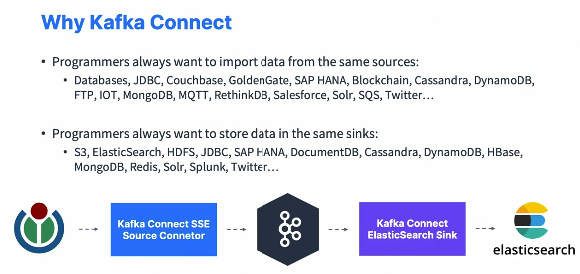 Why Kafka Connect
• Programmers always want to import data from the same sources:
• Databases, JDBC, Couchbase, GoldenGate, SAP HANA, Blockchain, Cassandra, DynamoDB,
FTP, IOT, MongoDB, MQTT, RethinkDB, Salesforce, Solr, SQS, Twitter…
• Programmers always want to store data in the same sinks:
• S3, ElasticSearch, HDFS, JDBC, SAP HANA, DocumentDB, Cassandra, DynamoDB, HBase,
MongoDB, Redis, Solr, Splunk, Twitter…
Kafka Connect SSE
Source Connetor
Kafka Connect
ElasticSearch Sink
elasticsearch